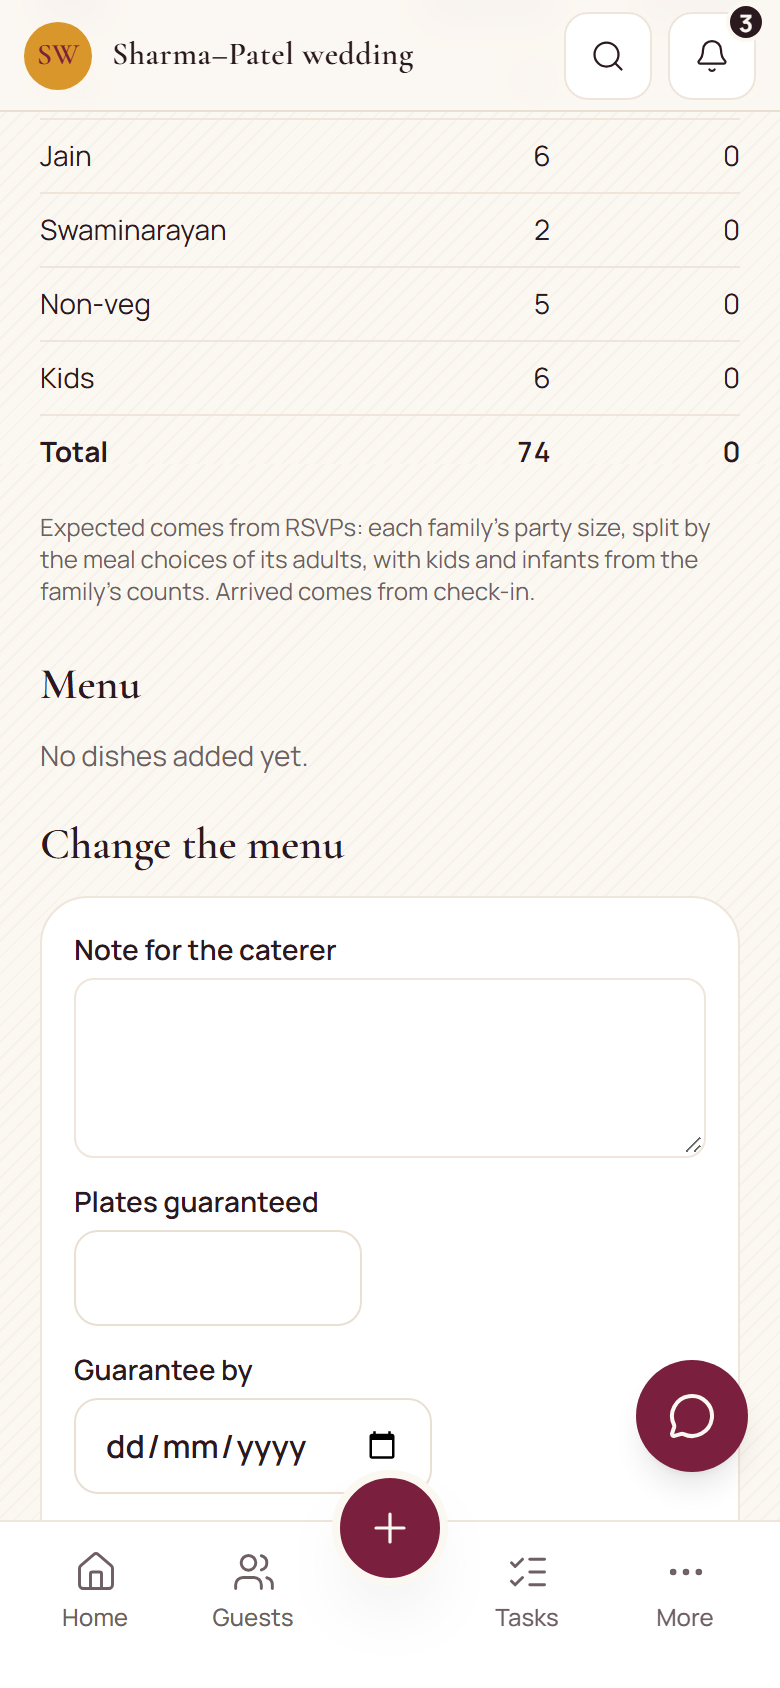 SW
Sharma–Patel wedding
3
Jain 6 0
Swaminarayan 2 0
Non-veg 5 0
Kids 6 0
Total 74 0
Expected comes from RSVPs: each family’s party size, split by
the meal choices of its adults, with kids and infants from the
family’s counts. Arrived comes from check-in.
Menu
No dishes added yet.
Change the menu
Note for the caterer
Plates guaranteed
Guarantee by
dd/mm/yyyy
Home Guests Tasks More